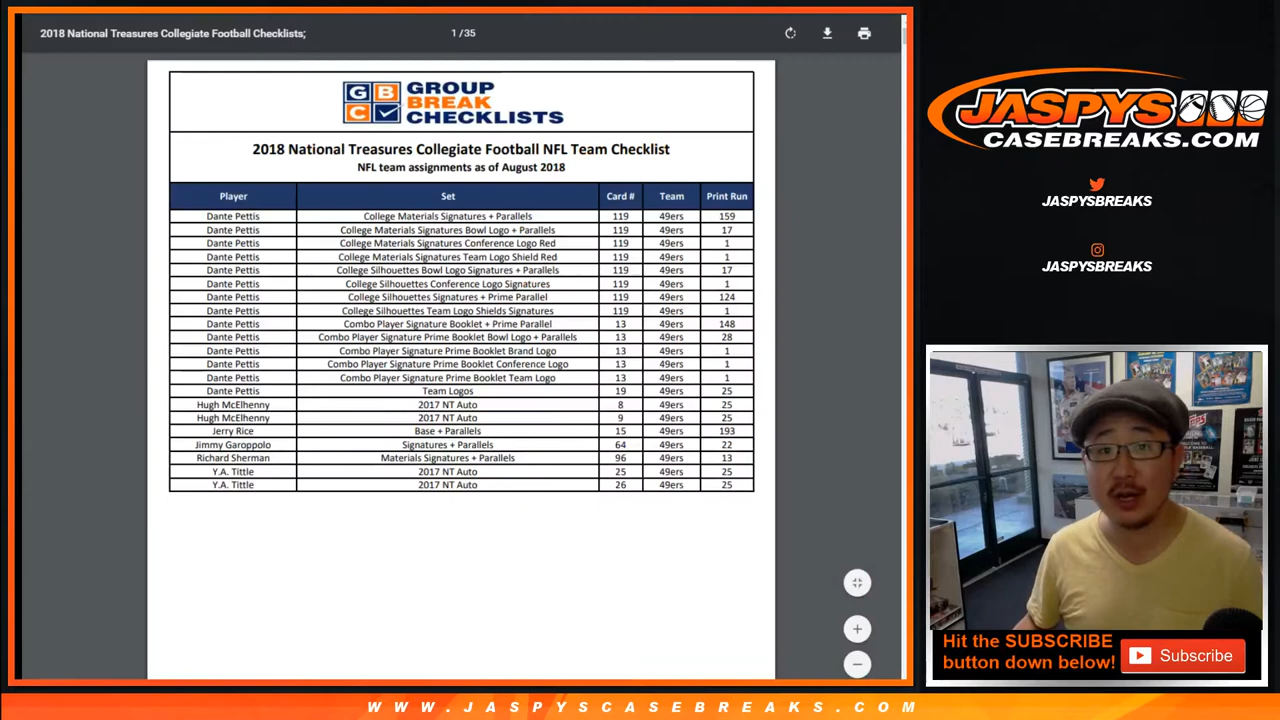 2018 National Treasures Collegiate Football Checklists;
1 / 35
G B C
GROUP
BREAK
CHECKLISTS
2018 National Treasures Collegiate Football NFL Team Checklist
NFL team assignments as of August 2018
Player Set Card # Team Print Run
Dante Pettis College Materials Signatures + Parallels 119 49ers 159
Dante Pettis College Materials Signatures Bowl Logo + Parallels 119 49ers 17
Dante Pettis College Materials Signatures Conference Logo Red 119 49ers 1
Dante Pettis College Materials Signatures Team Logo Shield Red 119 49ers 1
Dante Pettis College Silhouettes Bowl Logo Signatures + Parallels 119 49ers 17
Dante Pettis College Silhouettes Conference Logo Signatures 119 49ers 1
Dante Pettis College Silhouettes Signatures + Prime Parallel 119 49ers 124
Dante Pettis College Silhouettes Team Logo Shields Signatures 119 49ers 1
Dante Pettis Combo Player Signature Booklet + Prime Parallel 13 49ers 148
Dante Pettis Combo Player Signature Prime Booklet Bowl Logo + Parallels 13 49ers 28
Dante Pettis Combo Player Signature Prime Booklet Brand Logo 13 49ers 1
Dante Pettis Combo Player Signature Prime Booklet Conference Logo 13 49ers 1
Dante Pettis Combo Player Signature Prime Booklet Team Logo 13 49ers 1
Dante Pettis Team Logos 19 49ers 25
Hugh McElhenny 2017 NT Auto 8 49ers 25
Hugh McElhenny 2017 NT Auto 9 49ers 25
Jerry Rice Base + Parallels 15 49ers 193
Jimmy Garoppolo Signatures + Parallels 64 49ers 22
Richard Sherman Materials Signatures + Parallels 96 49ers 13
Y.A. Tittle 2017 NT Auto 25 49ers 25
Y.A. Tittle 2017 NT Auto 26 49ers 25
JASPYS
CASEBREAKS.COM
JASPYSBREAKS
JASPYSBREAKS
Hit the SUBSCRIBE
button down below!
Subscribe
WWW.JASPYSCASEBREAKS.COM